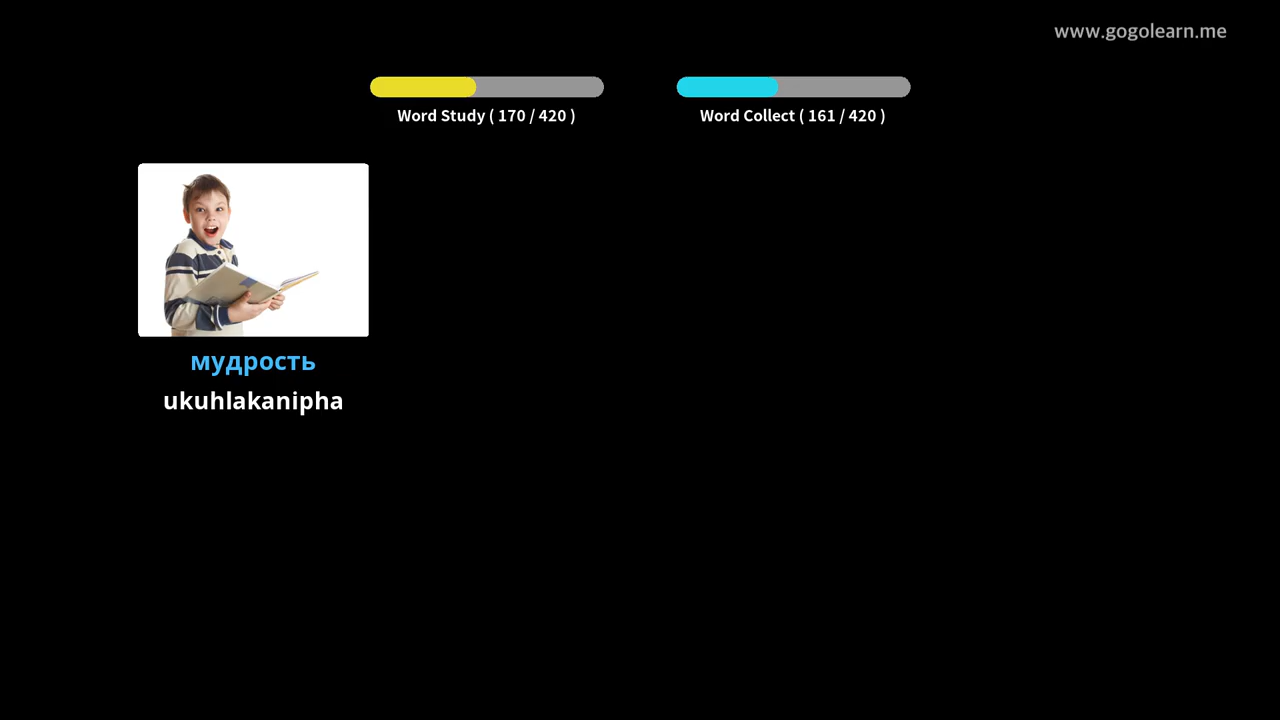 www.gogolearn.me
Word Study ( 170 / 420 )
Word Collect ( 161 / 420 )
мудрость
ukuhlakanipha